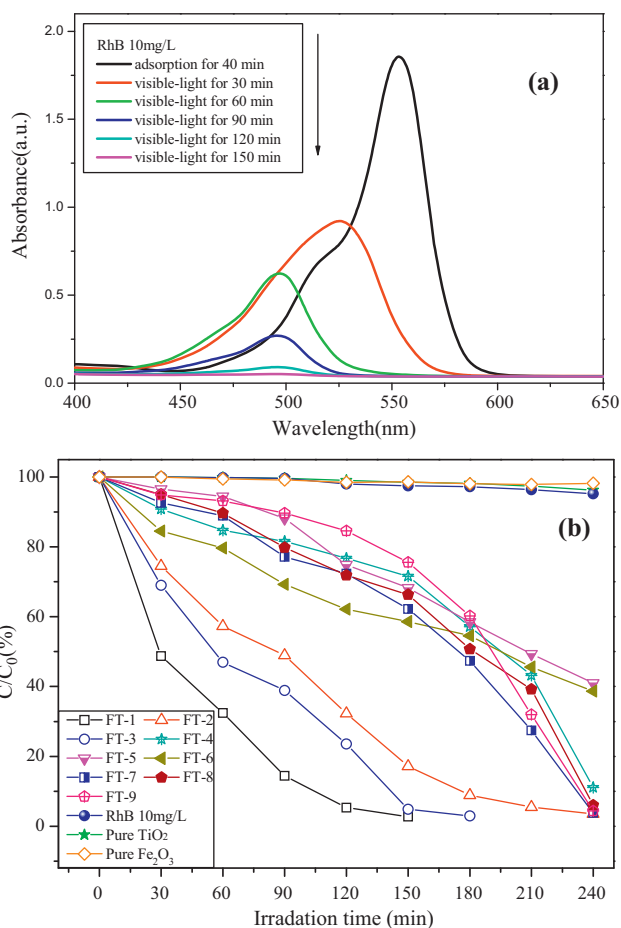 RhB 10mg/L
adsorption for 40 min
visible-light for 30 min
visible-light for 60 min
visible-light for 90 min
visible-light for 120 min
visible-light for 150 min
(a)
2.0
1.5
1.0
0.5
0.0
Absorbance(a.u.)
400 450 500 550 600 650
Wavelength(nm)
(b)
100
80
60
40
20
0
C/C₀(%)
FT-1 FT-2
FT-3 FT-4
FT-5 FT-6
FT-7 FT-8
FT-9
RhB 10mg/L
Pure TiO₂
Pure Fe₂O₃
0 30 60 90 120 150 180 210 240
Irradation time (min)